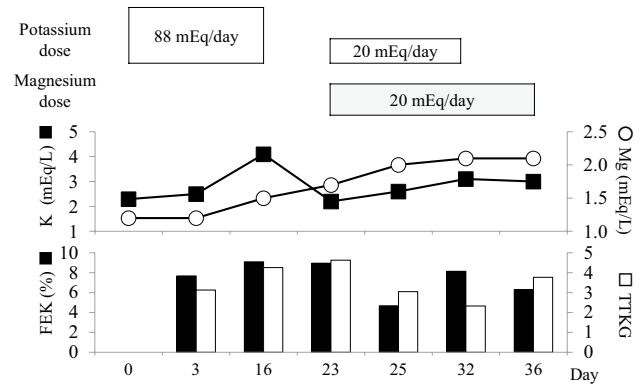 Potassium
dose
88 mEq/day
20 mEq/day
Magnesium
dose
20 mEq/day
■ K (mEq/L)
5
4
3
2
1
○ Mg (mEq/L)
2.5
2.0
1.5
1.0
■ FEK (%)
10
8
6
4
2
0
□ TTKG
5
4
3
2
1
0
0 3 16 23 25 32 36 Day